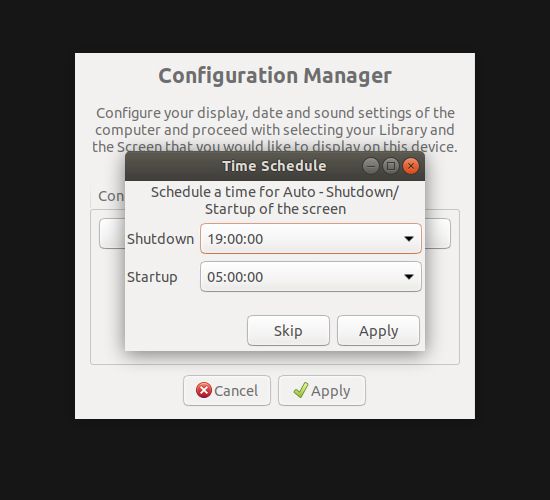 Configuration Manager
Configure your display, date and sound settings of the
computer and proceed with selecting your Library and
the Screen that you would like to display on this device.
Time Schedule
Schedule a time for Auto - Shutdown/
Startup of the screen
Shutdown 19:00:00
Startup 05:00:00
Skip Apply
Cancel Apply